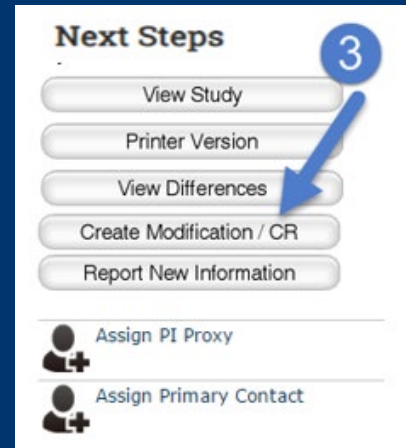 Next Steps
3
View Study
Printer Version
View Differences
Create Modification / CR
Report New Information
Assign PI Proxy
Assign Primary Contact